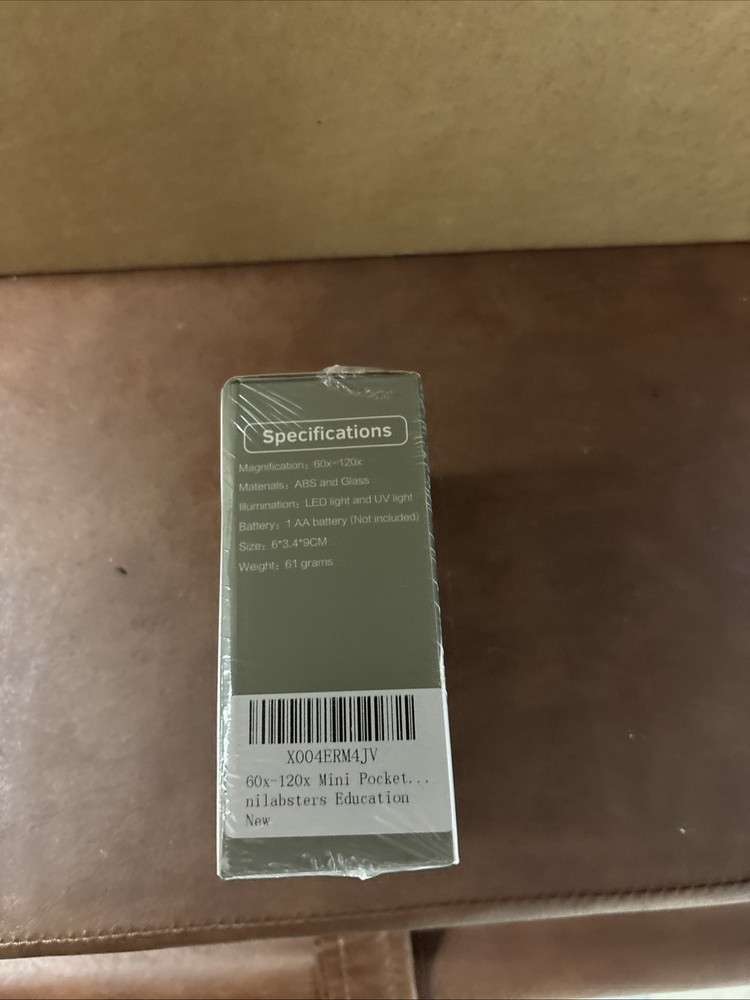 Specifications
Magnification: 60x-120x
Materials: ABS and Glass
Illumination: LED light and UV light
Battery: 1 AA battery (Not included)
Size: 6*3.4*9CM
Weight: 61 grams
X004ERM4JV
60x-120x Mini Pocket...
nilabsters Education
New